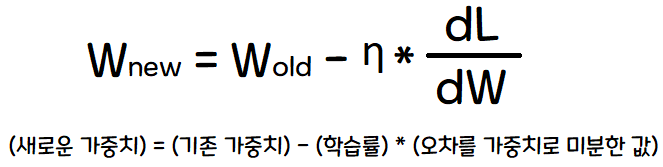 Wnew = Wold - η * dL/dW
(새로운 가중치) = (기존 가중치) - (학습률) * (오차를 가중치로 미분한 값)